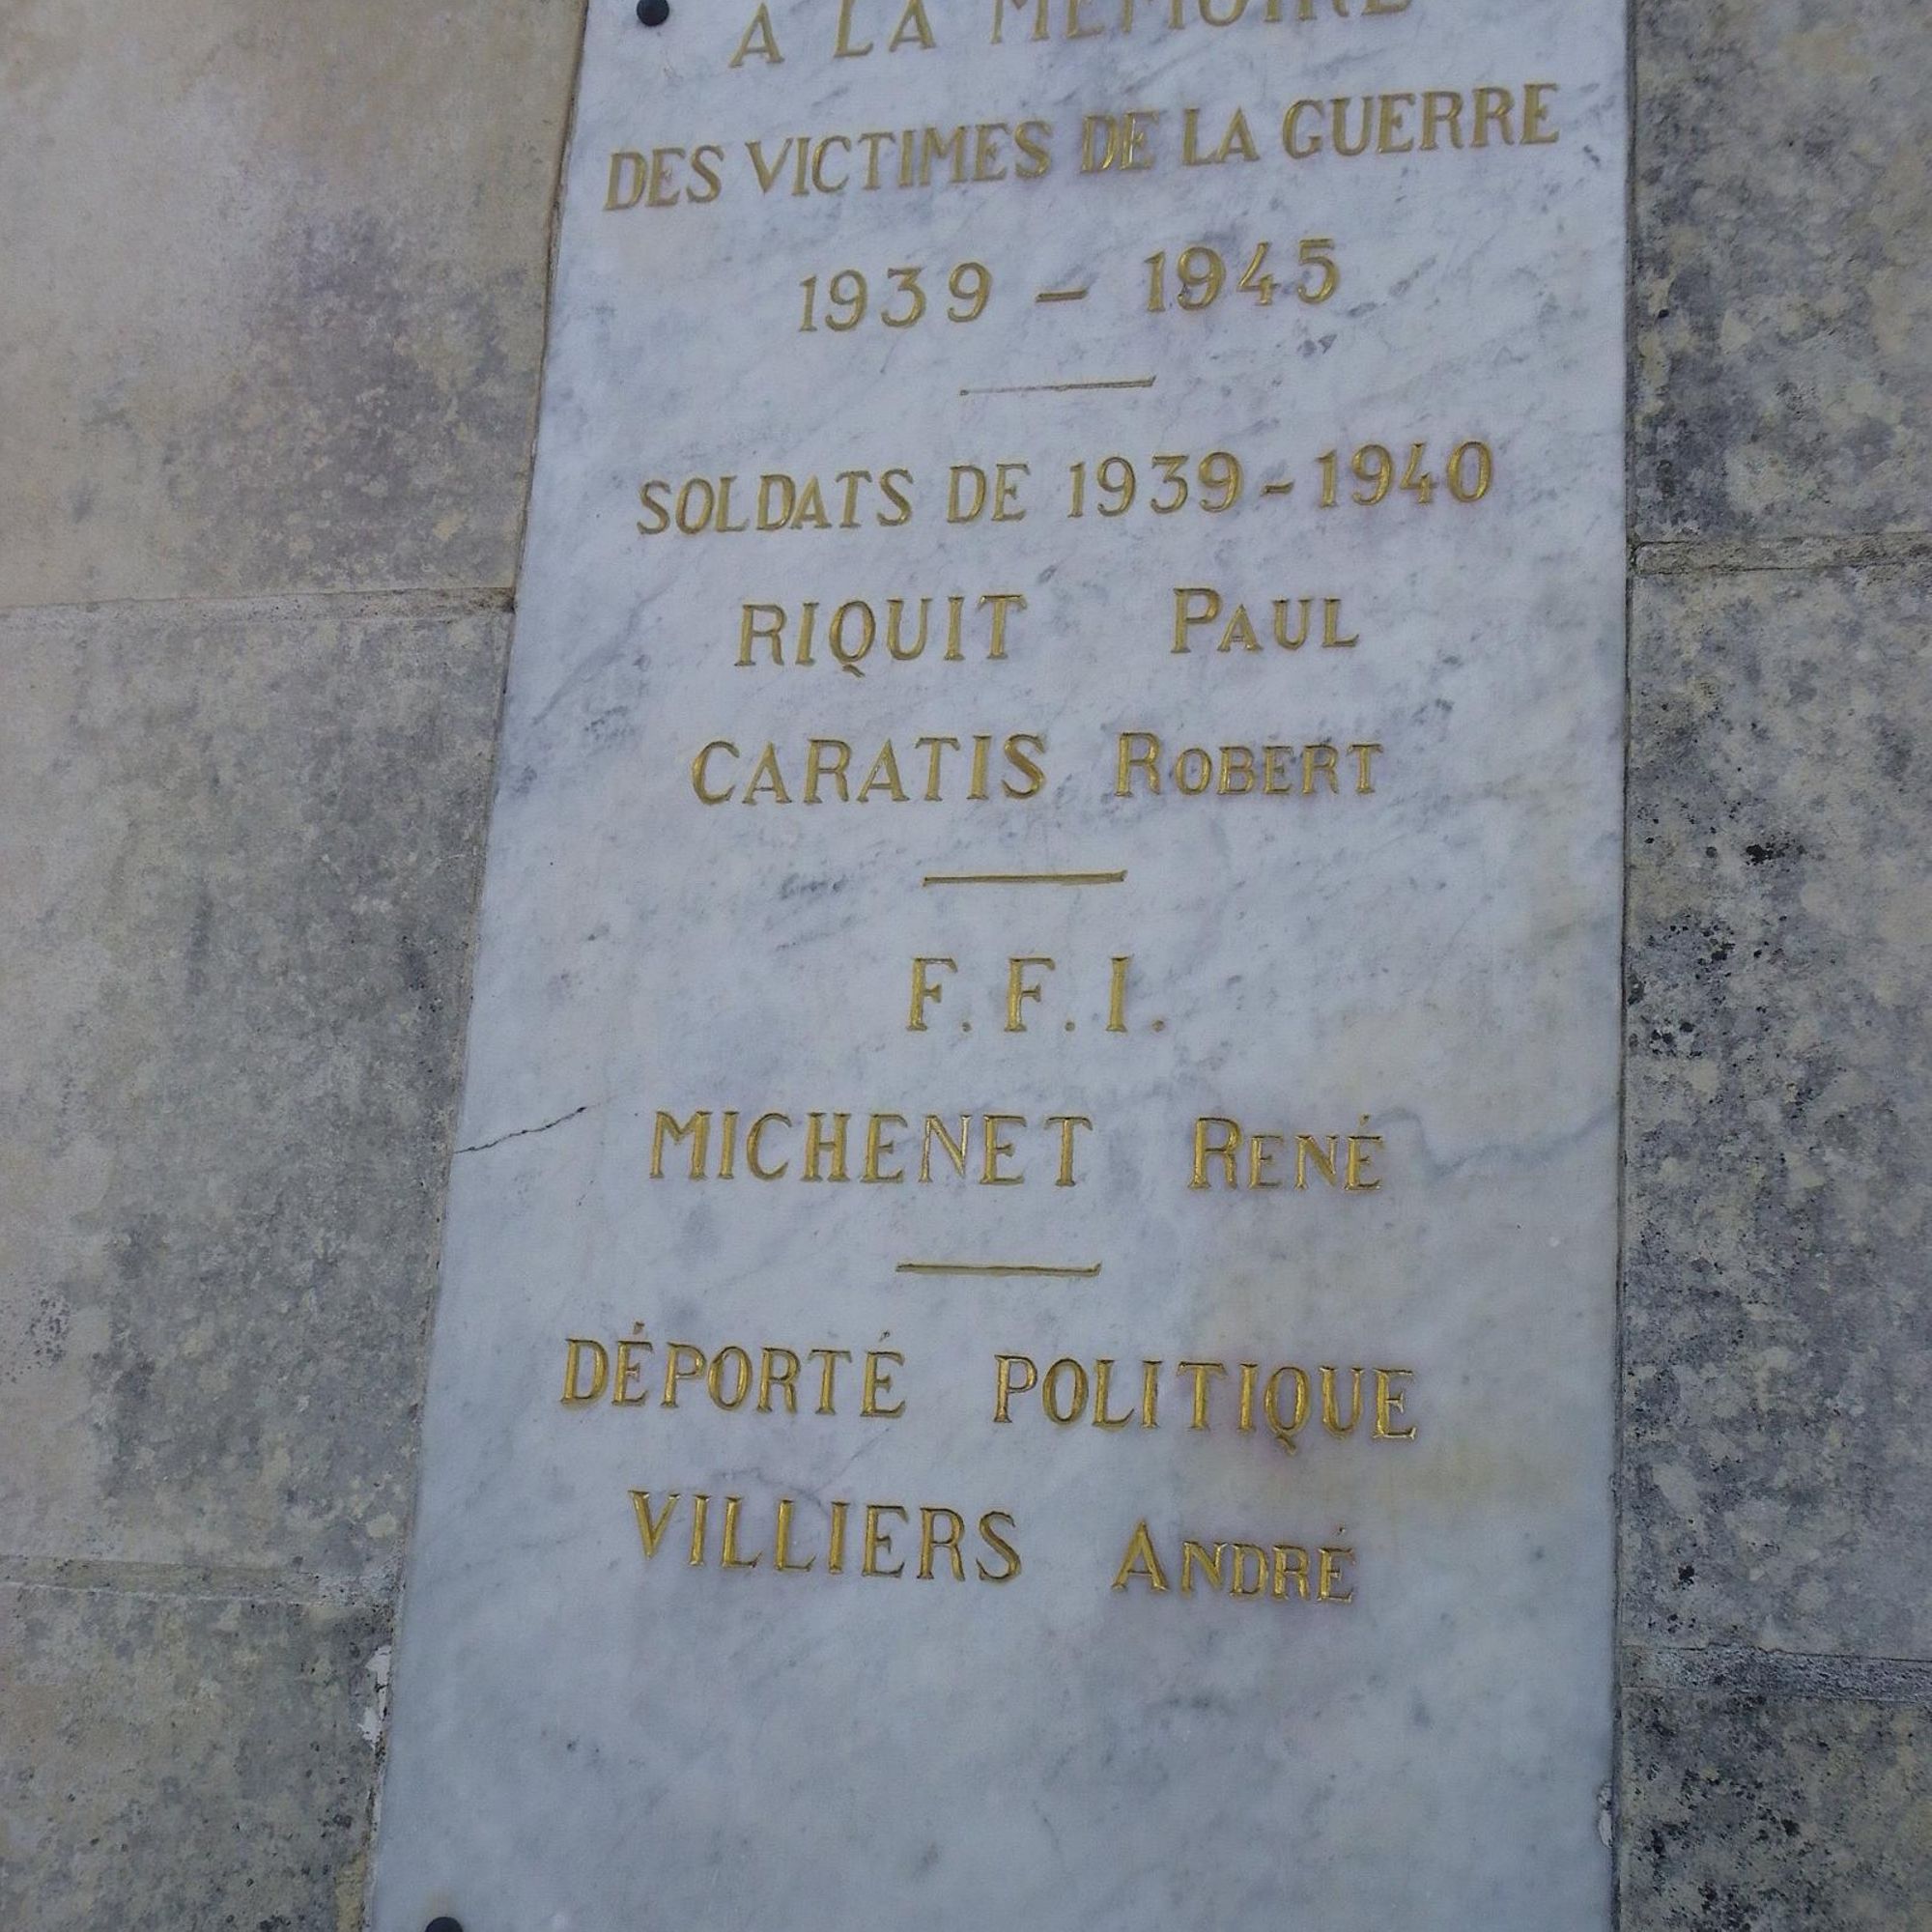 A LA MEMOIRE
DES VICTIMES DE LA GUERRE
1939 - 1945
SOLDATS DE 1939-1940
RIQUIT PAUL
CARATIS ROBERT
F.F.I.
MICHENET RENÉ
DÉPORTÉ POLITIQUE
VILLIERS ANDRÉ